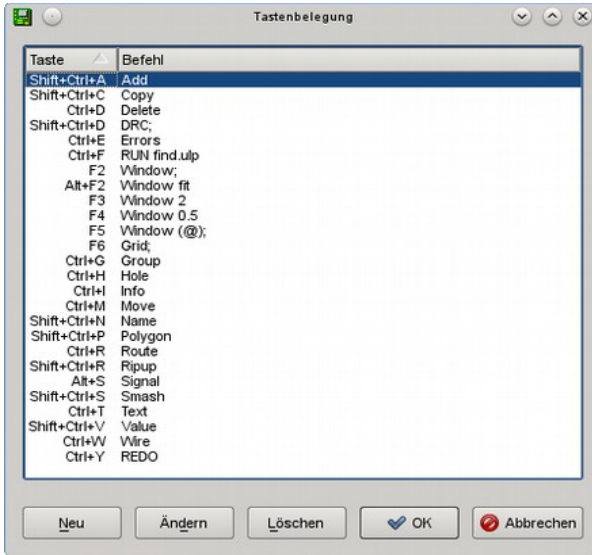 Tastenbelegung
Taste Befehl
Shift+Ctrl+A Add
Shift+Ctrl+C Copy
Ctrl+D Delete
Shift+Ctrl+D DRC;
Ctrl+E Errors
Ctrl+F RUN find.ulp
F2 Window;
Alt+F2 Window fit
F3 Window 2
F4 Window 0.5
F5 Window (@);
F6 Grid;
Ctrl+G Group
Ctrl+H Hole
Ctrl+I Info
Ctrl+M Move
Shift+Ctrl+N Name
Shift+Ctrl+P Polygon
Ctrl+R Route
Shift+Ctrl+R Ripup
Alt+S Signal
Shift+Ctrl+S Smash
Ctrl+T Text
Shift+Ctrl+V Value
Ctrl+W Wire
Ctrl+Y REDO
Neu Ändern Löschen OK Abbrechen